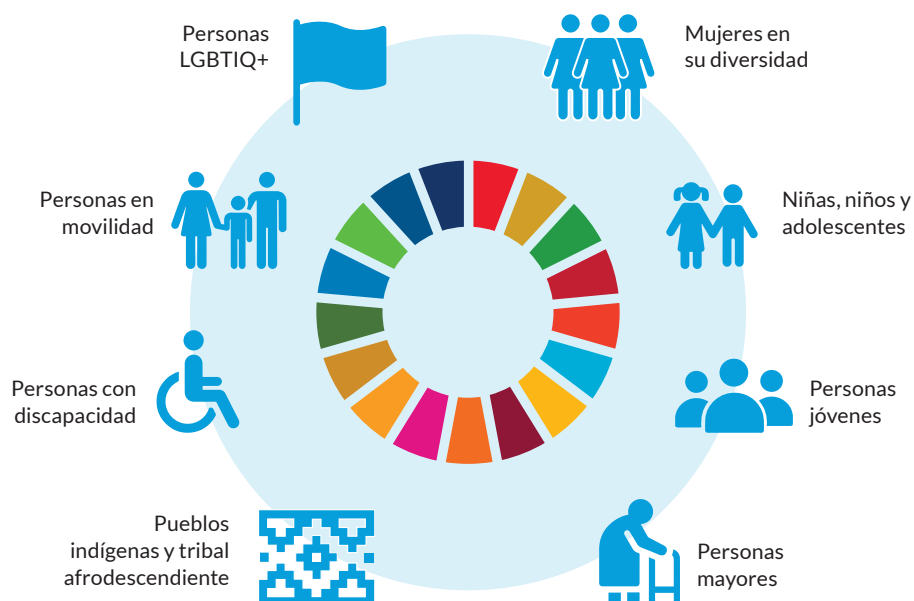 Personas
LGBTIQ+
Mujeres en
su diversidad
Personas en
movilidad
Niñas, niños y
adolescentes
Personas con
discapacidad
Personas
jóvenes
Pueblos
indígenas y tribal
afrodescendiente
Personas
mayores